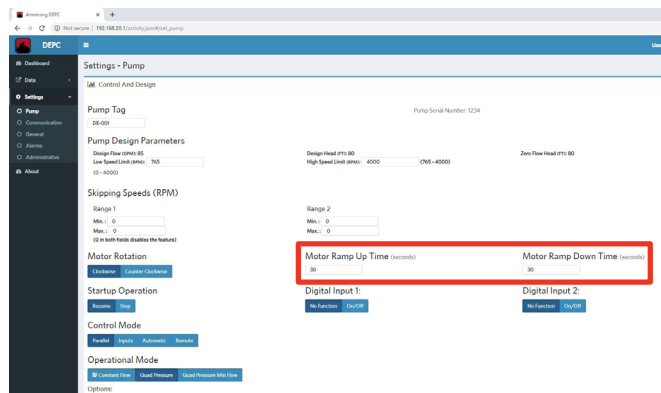 Armstrong DEPC
Not secure | 192.168.20.1/activity.json#/set_pump
DEPC
Use
Dashboard
Data
Settings
Pump
Communication
General
Alarms
Administrative
About
Settings - Pump
Control And Design
Pump Tag
Pump Serial Number: 1234
DE-001
Pump Design Parameters
Design Flow (GPM): 85 Design Head (FT): 80 Zero Flow Head (FT): 80
Low Speed Limit (RPM): 765 High Speed Limit (RPM): 4000 (765 - 4000)
(0 - 4000)
Skipping Speeds (RPM)
Range 1 Range 2
Min. : 0 Min. : 0
Max. : 0 Max. : 0
(0 in both fields disables the feature)
Motor Rotation Motor Ramp Up Time (seconds) Motor Ramp Down Time (seconds)
Clockwise Counter Clockwise 30 30
Startup Operation Digital Input 1: Digital Input 2:
Resume Stop No Function On/Off No Function On/Off
Control Mode
Parallel Inputs Automatic Remote
Operational Mode
Constant Flow Quad Pressure Quad Pressure Min Flow
Options: